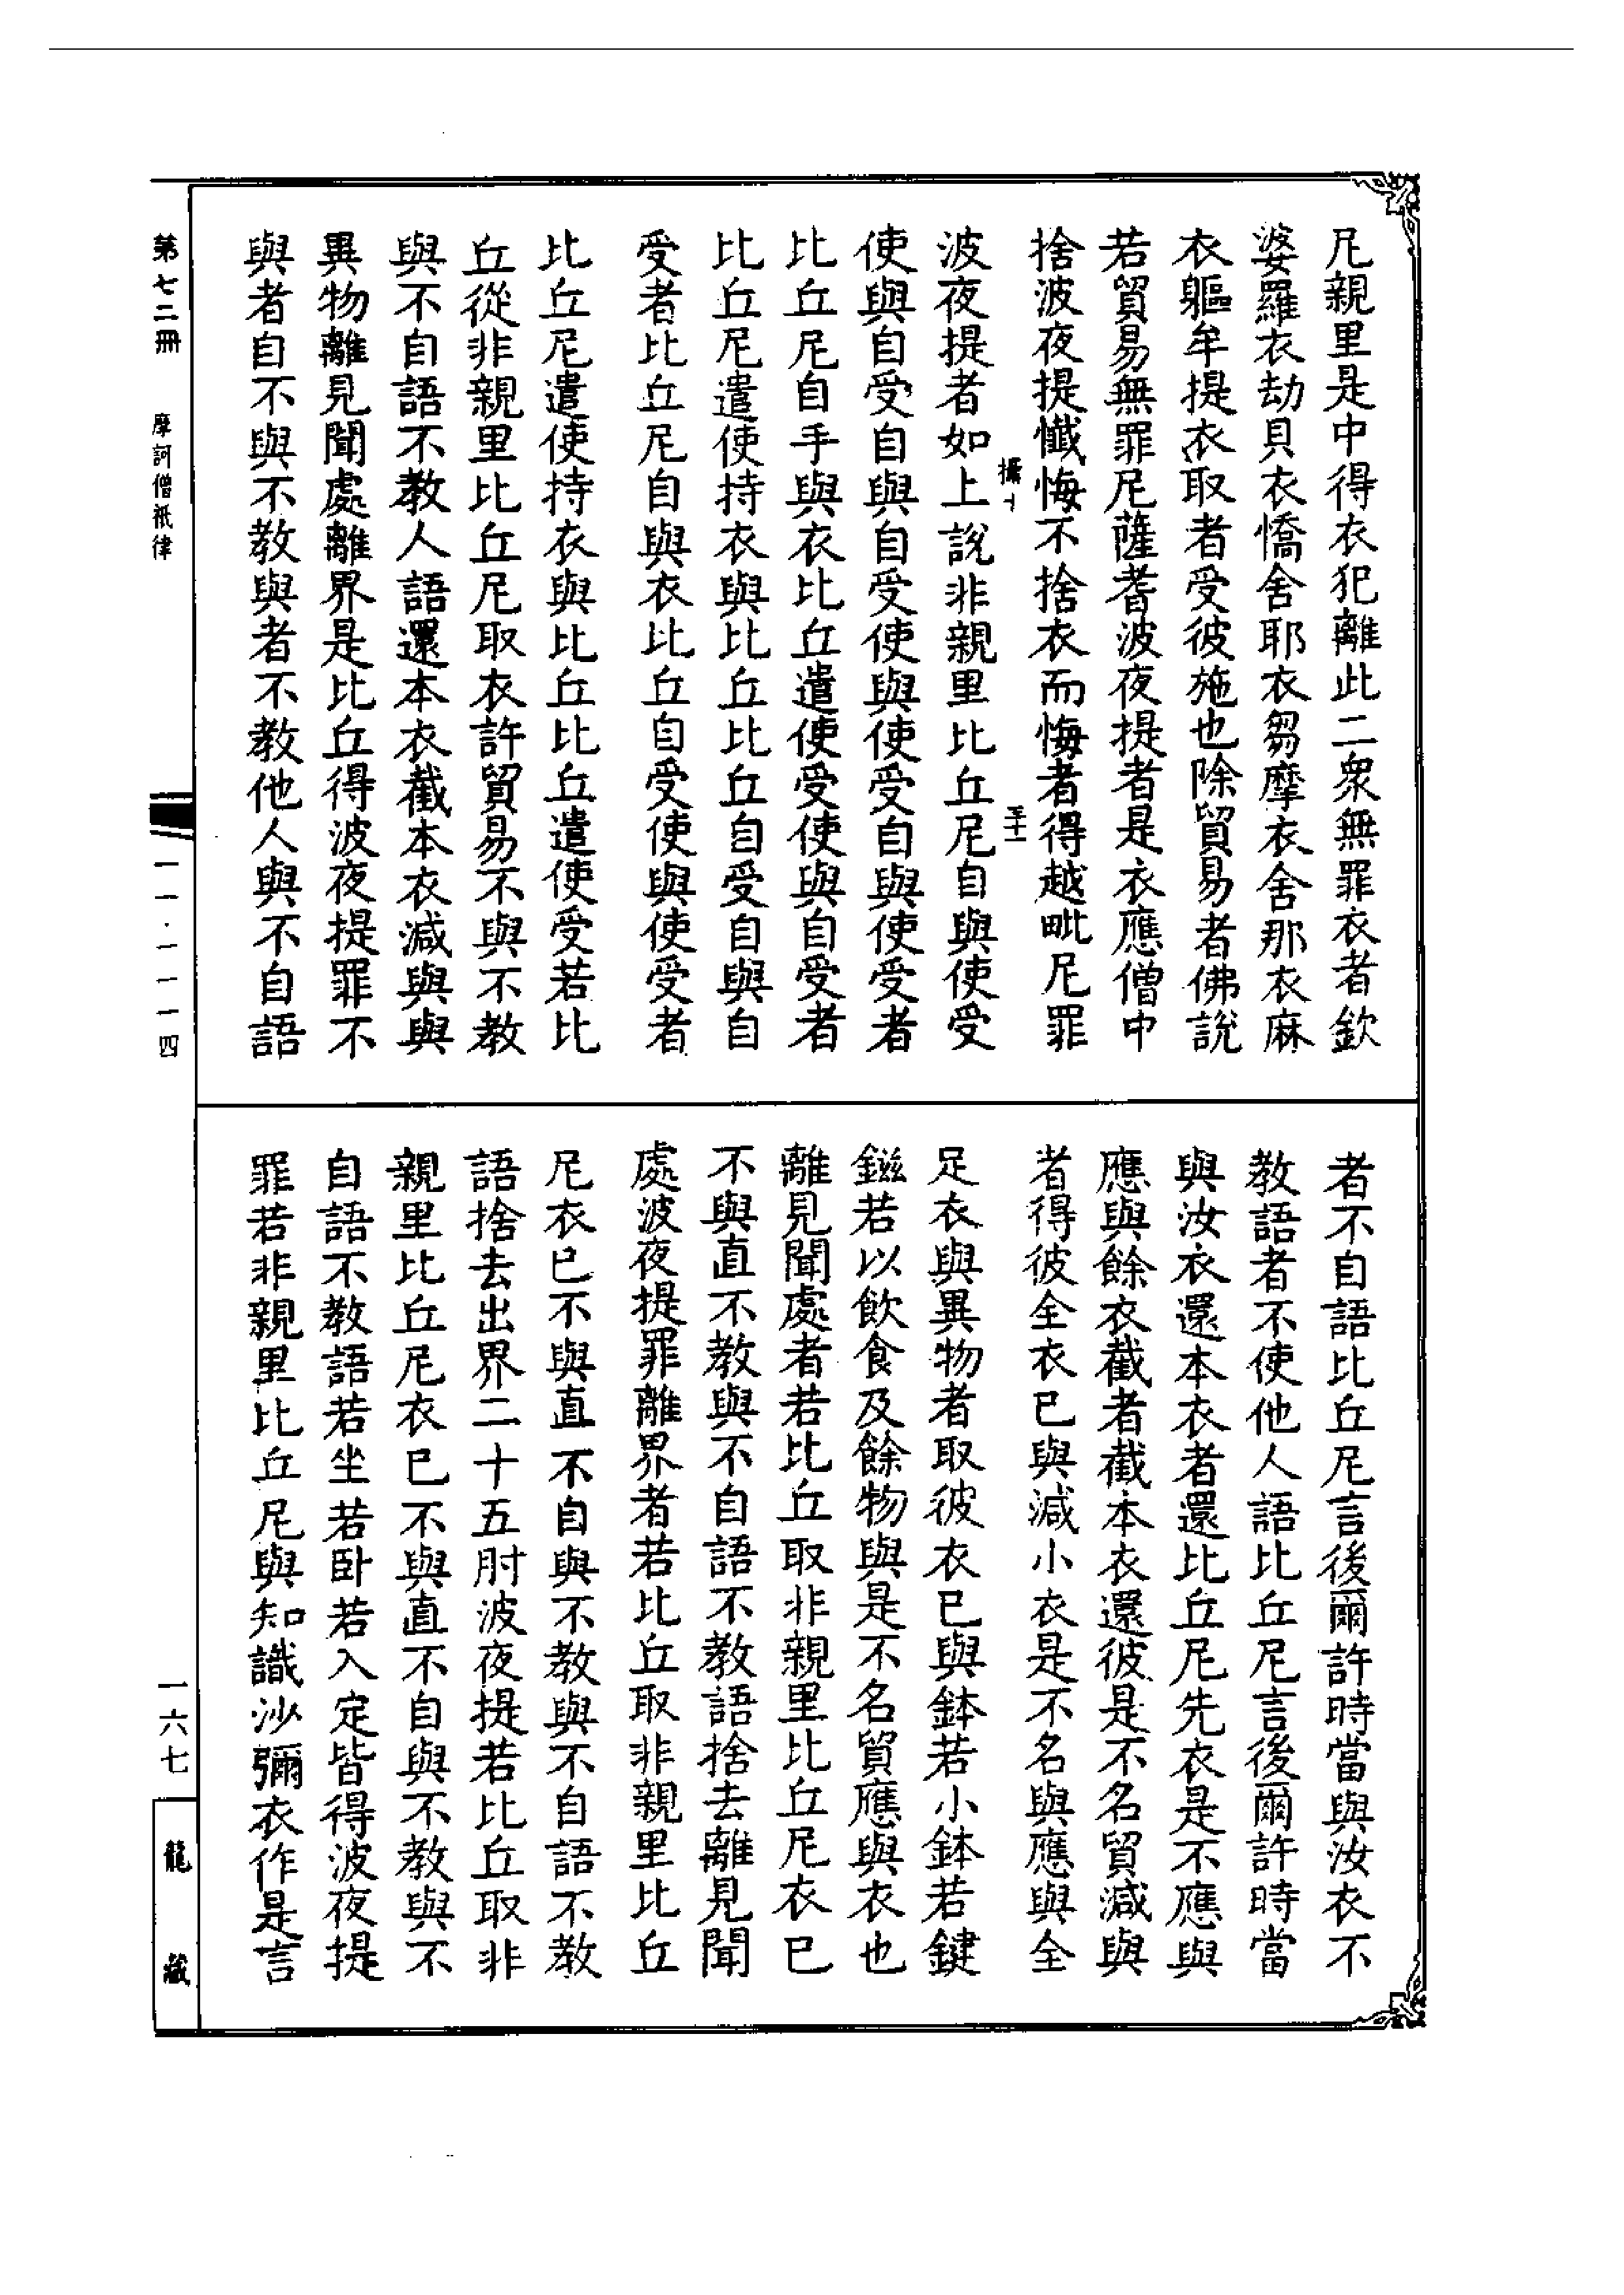 尼親里是中得衣犯離此二眾無罪衣者欽
婆羅衣劫貝衣憍舍耶衣芻摩衣舍那衣麻
衣軀牟提衣取者受彼施也除貿易者佛說
若貿易無罪尼薩耆波夜提者是衣應僧中
捨波夜提懺悔不捨衣而悔者得越毗尼罪
波夜提者如上說非親里比丘尼自與使受
使與自受自與自受使與使受自與使受者
比丘尼自手與衣比丘遣使受使與自受者
比丘尼遣使持衣與比丘比丘自受自與自
受者比丘尼自與衣比丘自受使與使受者
比丘尼遣使持衣與比丘比丘遣使受若比
丘從非親里比丘尼取衣許貿易不與不教
與不自語不教人語還本衣截本衣減與與
異物離見聞處離界是比丘得波夜提罪不
與者自不與不教與者不教他人與不自語
者不自語比丘尼言後爾許時當與汝衣不
教語者不使他人語比丘尼言後爾許時當
與汝衣還本衣者還比丘尼先衣是不應與
應與餘衣截者截本衣還彼是不名貿減與
者得彼全衣已與減小衣是不名與應與全
足衣與異物者取彼衣已與鉢若小鉢若鍵
鎡若以飲食及餘物與是不名貿應與衣也
離見聞處者若比丘取非親里比丘尼衣已
不與直不教與不自語不教語捨去離見聞
處波夜提罪離界者若比丘取非親里比丘
尼衣已不與直不自與不教與不自語不教
語捨去出界二十五肘波夜提若比丘取非
親里比丘尼衣已不與直不自與不教與不
自語不教語若坐若臥若入定皆得波夜提
罪若非親里比丘尼與知識沙彌衣作是言
第七二冊 摩訶僧祇律
一一·一一一四
一六七
龍藏